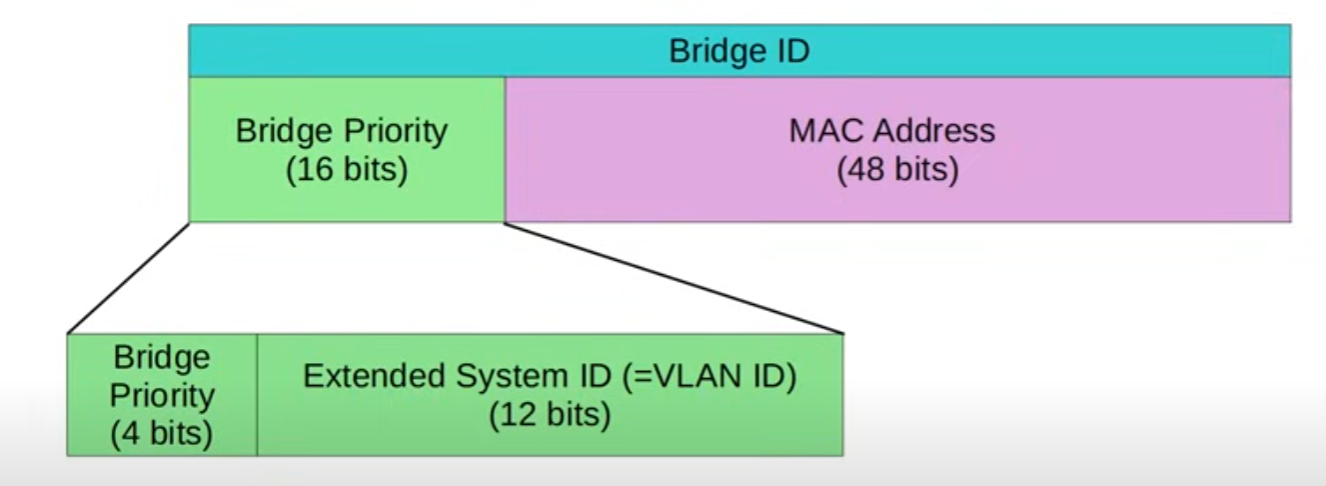 Bridge ID
Bridge Priority
(16 bits)
MAC Address
(48 bits)
Bridge
Priority
(4 bits)
Extended System ID (=VLAN ID)
(12 bits)